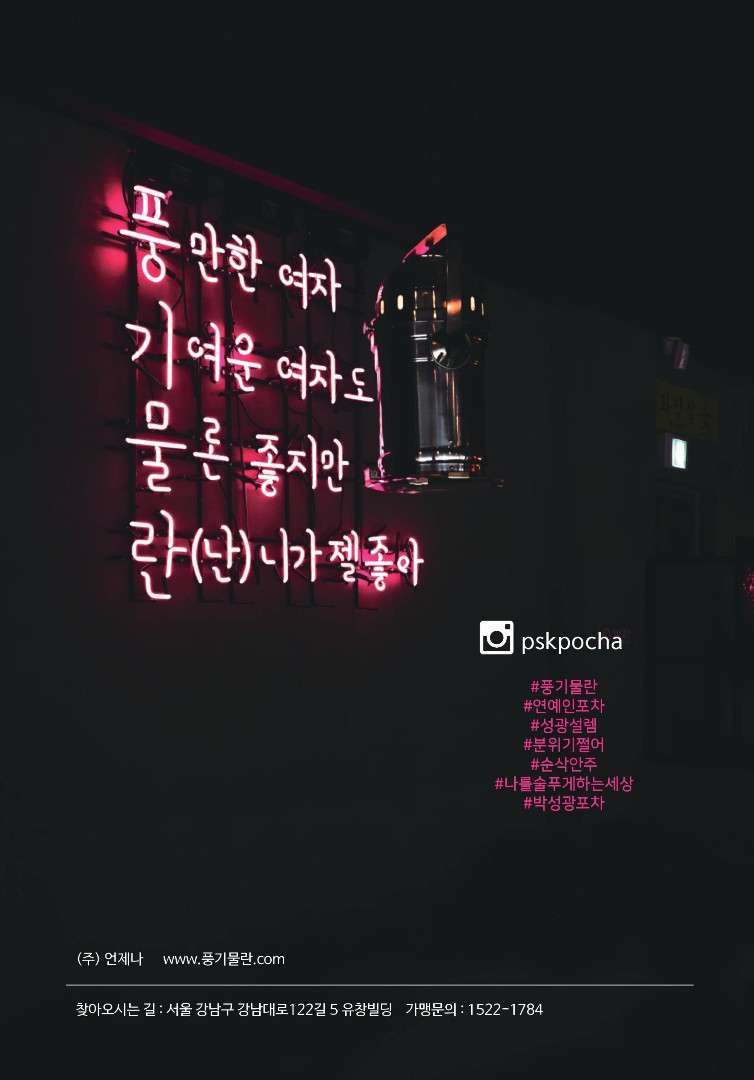 풍만한 여자
기여운 여자도
물론 좋지만
란(난) 니가 젤 좋아
pskpocha
#풍기물란
#연예인포차
#성광설렘
#분위기쩔어
#순삭안주
#나를술푸게하는세상
#박성광포차
(주) 언제나 www.풍기물란.com
찾아오시는 길 : 서울 강남구 강남대로122길 5 유창빌딩 가맹문의 : 1522-1784